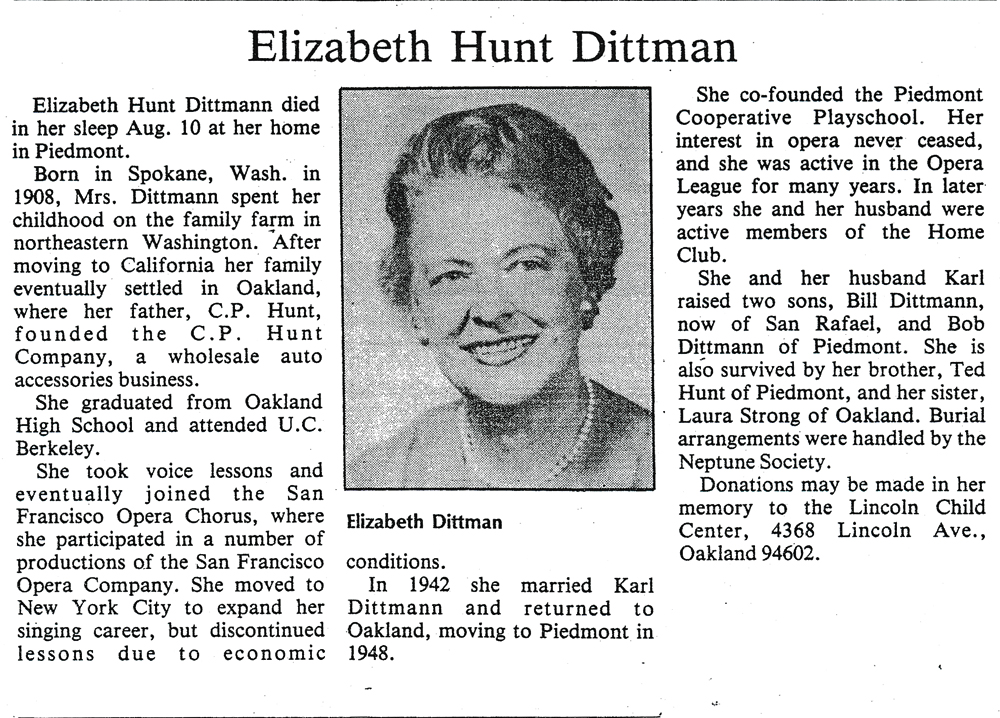 Elizabeth Hunt Dittman
Elizabeth Hunt Dittmann died
in her sleep Aug. 10 at her home
in Piedmont.
Born in Spokane, Wash. in
1908, Mrs. Dittmann spent her
childhood on the family farm in
northeastern Washington. After
moving to California her family
eventually settled in Oakland,
where her father, C.P. Hunt,
founded the C.P. Hunt
Company, a wholesale auto
accessories business.
She graduated from Oakland
High School and attended U.C.
Berkeley.
She took voice lessons and
eventually joined the San
Francisco Opera Chorus, where
she participated in a number of
productions of the San Francisco
Opera Company. She moved to
New York City to expand her
singing career, but discontinued
lessons due to economic
Elizabeth Dittman
conditions.
In 1942 she married Karl
Dittmann and returned to
Oakland, moving to Piedmont in
1948.
She co-founded the Piedmont
Cooperative Playschool. Her
interest in opera never ceased,
and she was active in the Opera
League for many years. In later
years she and her husband were
active members of the Home
Club.
She and her husband Karl
raised two sons, Bill Dittmann,
now of San Rafael, and Bob
Dittmann of Piedmont. She is
also survived by her brother, Ted
Hunt of Piedmont, and her sister,
Laura Strong of Oakland. Burial
arrangements were handled by the
Neptune Society.
Donations may be made in her
memory to the Lincoln Child
Center, 4368 Lincoln Ave.,
Oakland 94602.